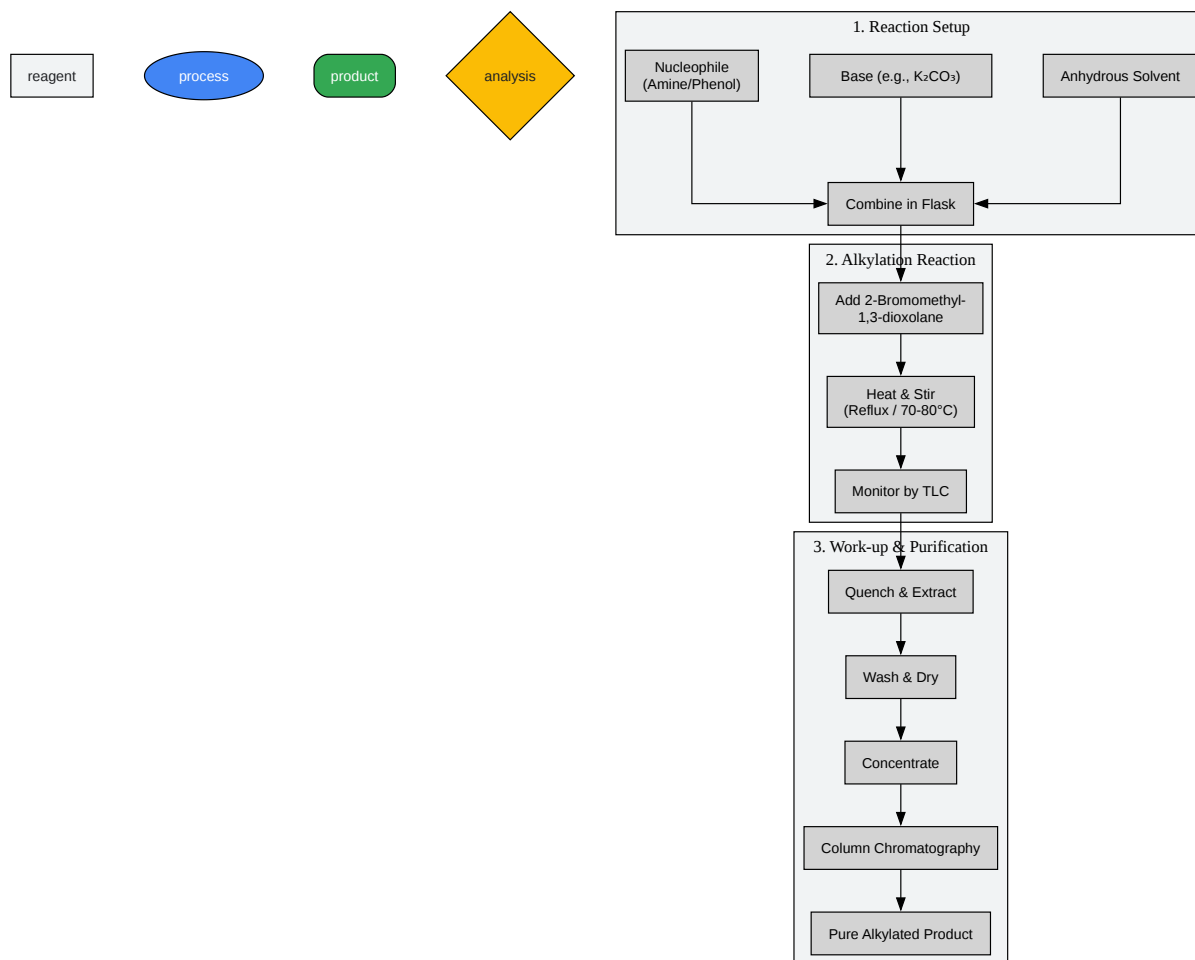 reagent
process
product
analysis
1. Reaction Setup
Nucleophile
(Amine/Phenol)
Base (e.g., K₂CO₃)
Anhydrous Solvent
Combine in Flask
2. Alkylation Reaction
Add 2-Bromomethyl-
1,3-dioxolane
Heat & Stir
(Reflux / 70-80°C)
Monitor by TLC
3. Work-up & Purification
Quench & Extract
Wash & Dry
Concentrate
Column Chromatography
Pure Alkylated Product